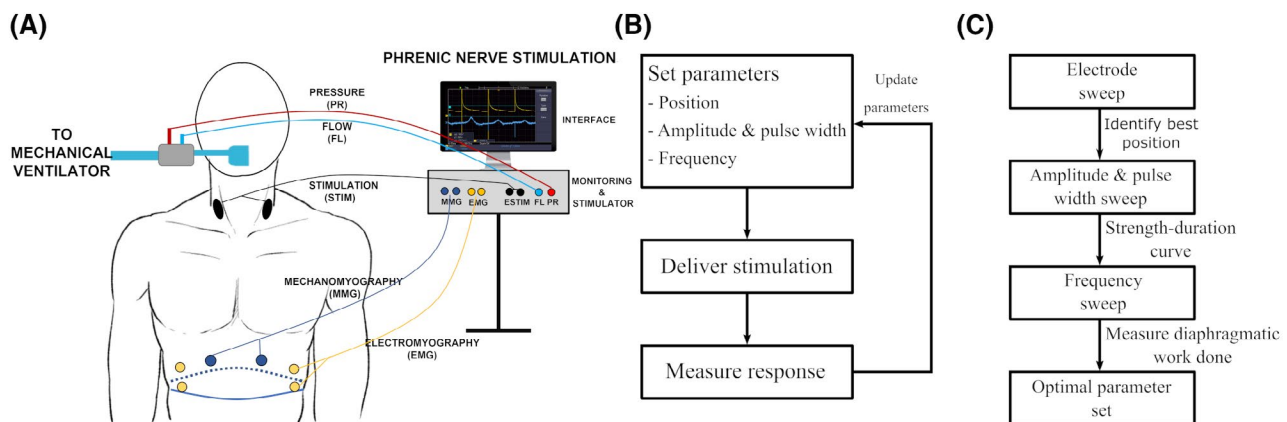 (A)
PHRENIC NERVE STIMULATION
PRESSURE
(PR)
FLOW
(FL)
INTERFACE
TO
MECHANICAL
VENTILATOR
STIMULATION
(STIM)
MONITORING
&
STIMULATOR
MMG EMG ESTIM FL PR
MECHANOMYOGRAPHY
(MMG)
ELECTROMYOGRAPHY
(EMG)
(B)
Set parameters
- Position
- Amplitude & pulse width
- Frequency
Update
parameters
Deliver stimulation
Measure response
(C)
Electrode
sweep
Identify best
position
Amplitude & pulse
width sweep
Strength-duration
curve
Frequency
sweep
Measure diaphragmatic
work done
Optimal parameter
set